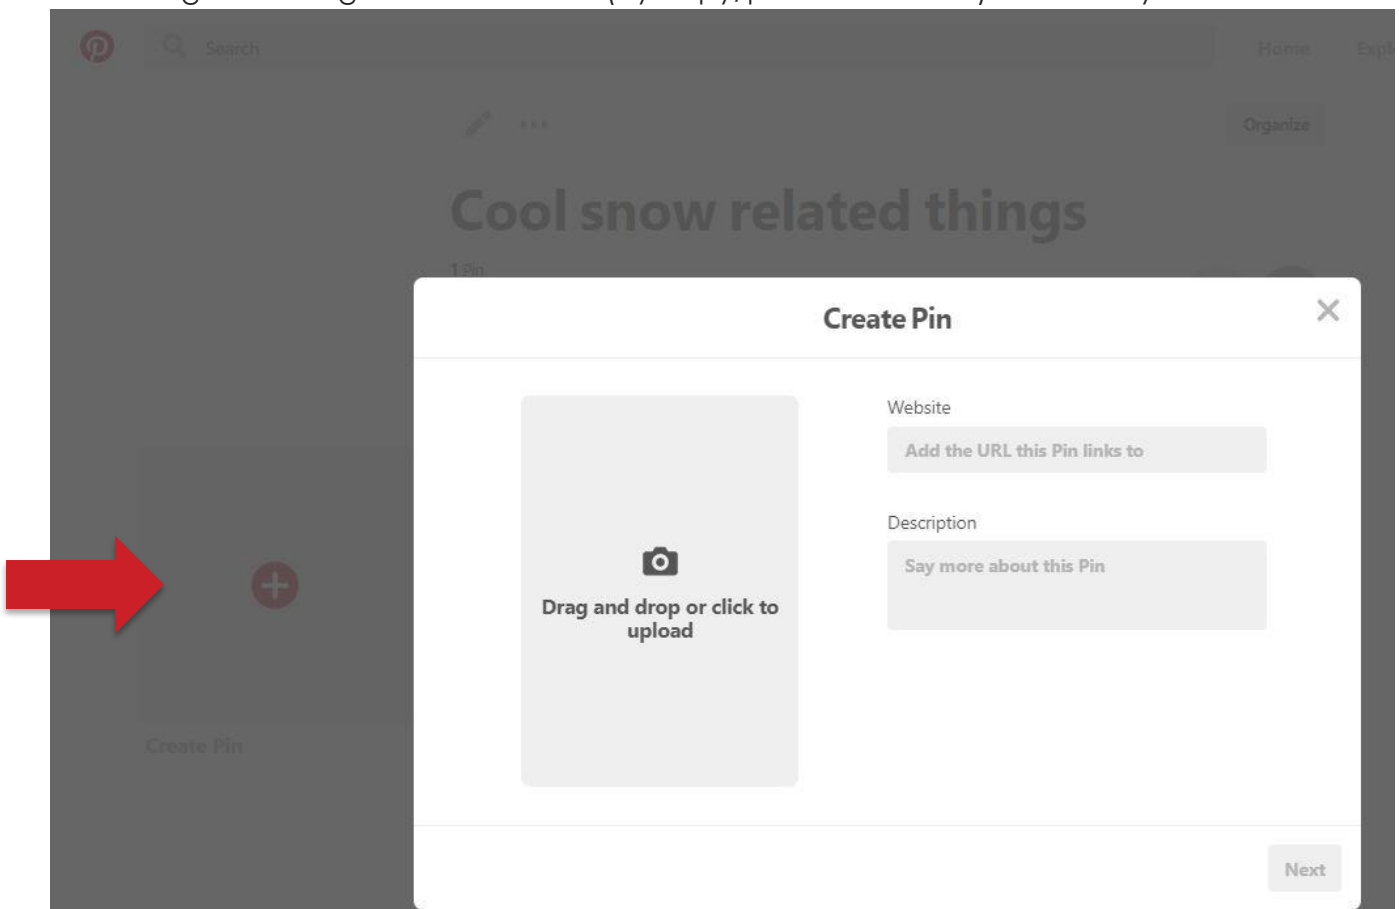 Search
Home
Organize
Cool snow related things
1 Pin
Create Pin
Website
Add the URL this Pin links to
Description
Say more about this Pin
Drag and drop or click to
upload
Create Pin
Next